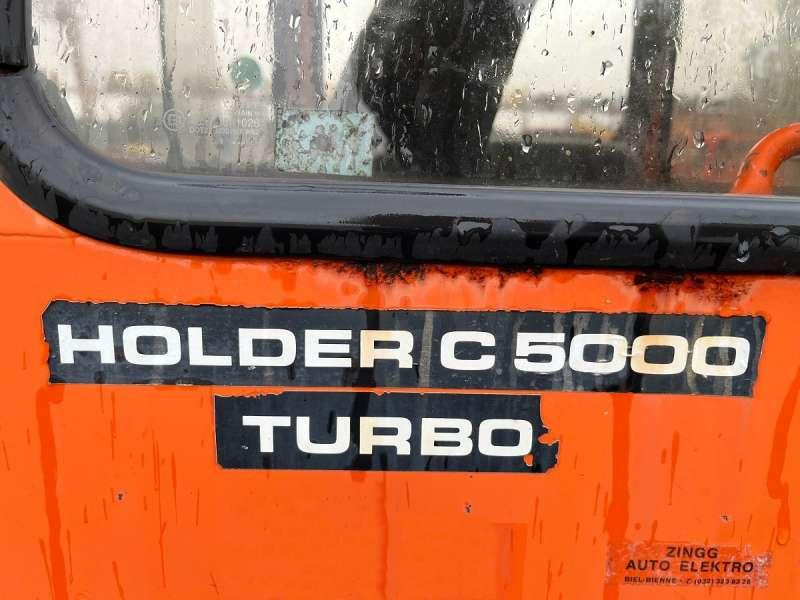 HOLDER C 5000
TURBO
ZINGG
AUTO ELEKTRO
BIEL-BIENNE